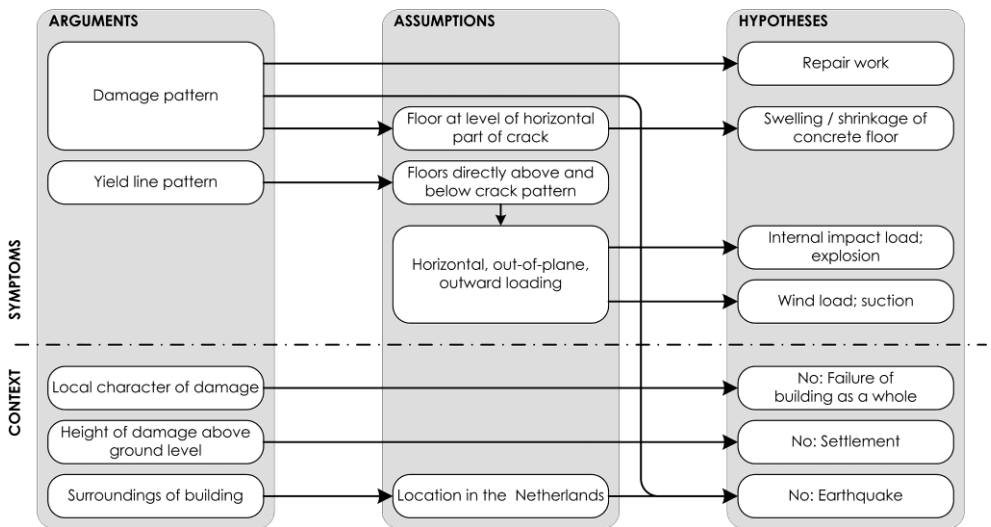 ARGUMENTS
ASSUMPTIONS
HYPOTHESES
SYMPTOMS
Damage pattern
Repair work
Floor at level of horizontal
part of crack
Swelling / shrinkage of
concrete floor
Yield line pattern
Floors directly above and
below crack pattern
Horizontal, out-of-plane,
outward loading
Internal impact load;
explosion
Wind load; suction
CONTEXT
Local character of damage
No: Failure of
building as a whole
Height of damage above
ground level
No: Settlement
Surroundings of building
Location in the Netherlands
No: Earthquake